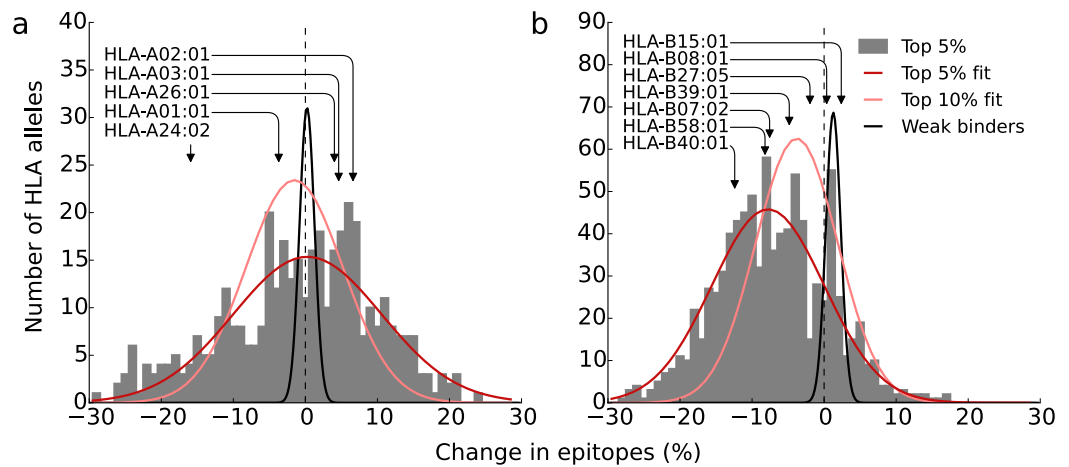 a
40
35
30
25
20
15
10
5
0
Number of HLA alleles
HLA-A02:01
HLA-A03:01
HLA-A26:01
HLA-A01:01
HLA-A24:02
−30 −20 −10 0 10 20 30
b
90
80
70
60
50
40
30
20
10
0
HLA-B15:01
HLA-B08:01
HLA-B27:05
HLA-B39:01
HLA-B07:02
HLA-B58:01
HLA-B40:01
Top 5%
Top 5% fit
Top 10% fit
Weak binders
−30 −20 −10 0 10 20 30
Change in epitopes (%)